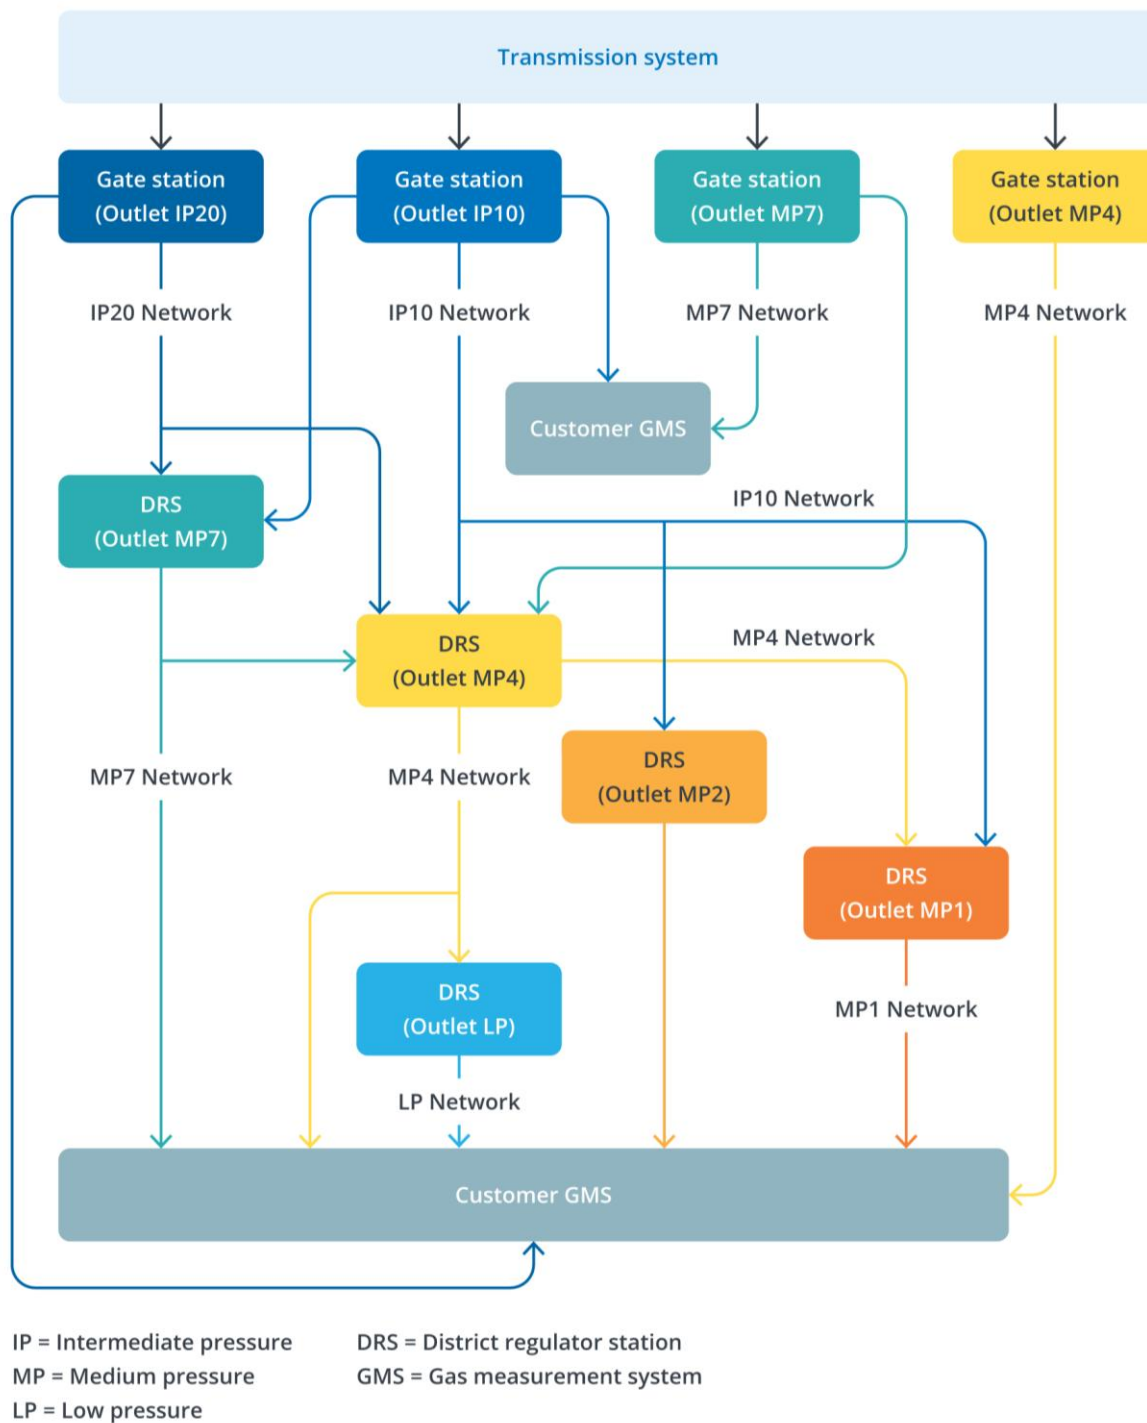 Transmission system
Gate station
(Outlet IP20)
Gate station
(Outlet IP10)
Gate station
(Outlet MP7)
Gate station
(Outlet MP4)
IP20 Network
IP10 Network
MP7 Network
MP4 Network
Customer GMS
DRS
(Outlet MP7)
IP10 Network
DRS
(Outlet MP4)
MP4 Network
MP7 Network
MP4 Network
DRS
(Outlet MP2)
DRS
(Outlet MP1)
DRS
(Outlet LP)
MP1 Network
LP Network
Customer GMS
IP = Intermediate pressure
MP = Medium pressure
LP = Low pressure
DRS = District regulator station
GMS = Gas measurement system